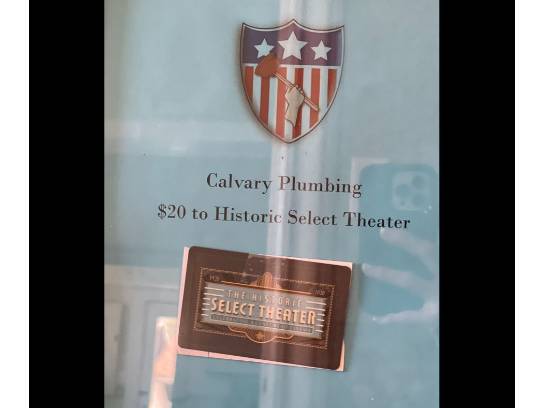 Calvary Plumbing
$20 to Historic Select Theater
THE HISTORIC
SELECT THEATER